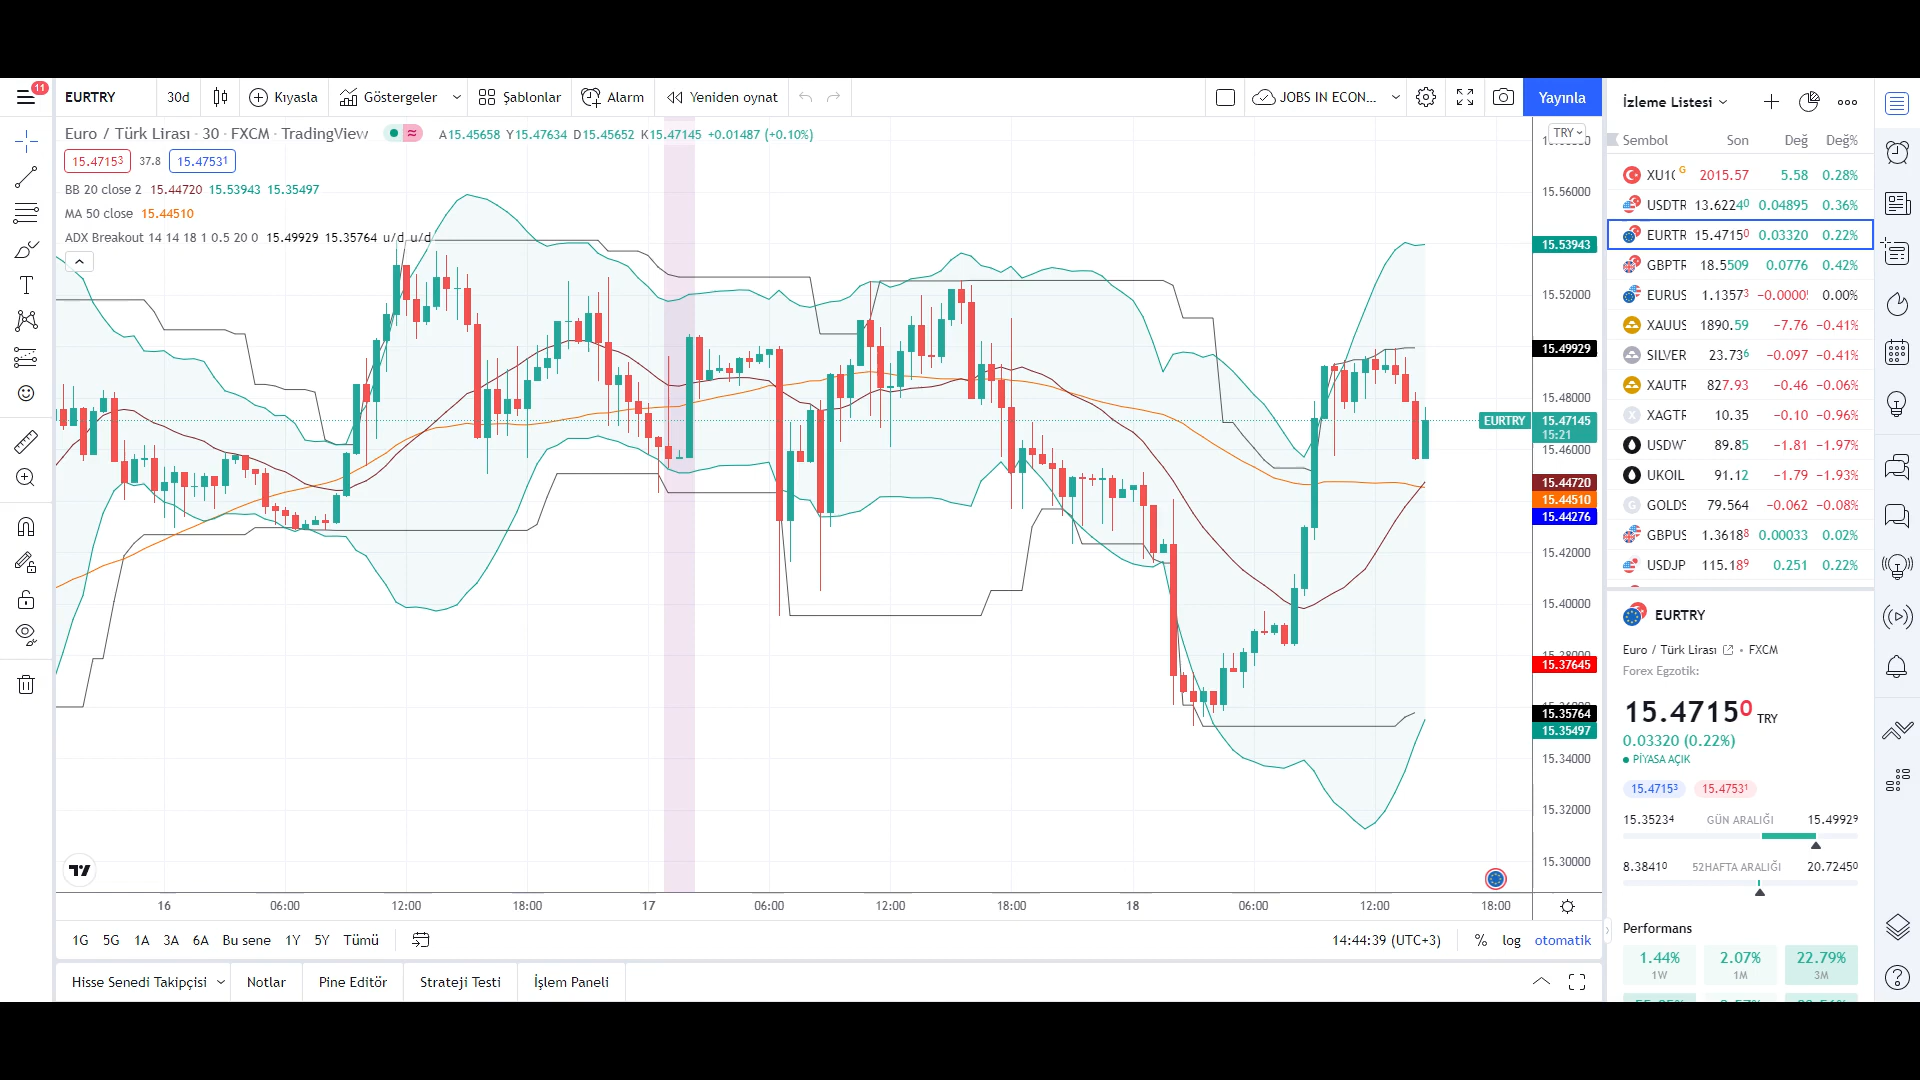 11
EURTRY
30d
Kıyasla
Göstergeler
Şablonlar
Alarm
Yeniden oynat
JOBS IN ECON...
Yayınla
Euro / Türk Lirası · 30 · FXCM · TradingView
A15.45658 Y15.47634 D15.45652 K15.47145 +0.01487 (+0.10%)
15.47153 37.8 15.47531
BB 20 close 2 15.44720 15.53943 15.35497
MA 50 close 15.44510
ADX Breakout 14 14 18 1 0.5 20 0 15.49929 15.35764 u/d u/d
TRY
15.56000
15.53943
15.52000
15.49929
15.48000
EURTRY 15.47145
15:21
15.46000
15.44720
15.44510
15.44276
15.42000
15.40000
15.38000
15.37645
15.35764
15.35497
15.34000
15.32000
15.30000
16 06:00 12:00 18:00 17 06:00 12:00 18:00 18 06:00 12:00 18:00
1G 5G 1A 3A 6A Bu sene 1Y 5Y Tümü
14:44:39 (UTC+3) % log otomatik
Hisse Senedi Takipçisi Notlar Pine Editör Strateji Testi İşlem Paneli
İzleme Listesi
Sembol Son Değ Değ%
XU1( G 2015.57 5.58 0.28%
USDTR 13.62240 0.04895 0.36%
EURTR 15.47150 0.03320 0.22%
GBPTR 18.5509 0.0776 0.42%
EURUS 1.13573 −0.0000 0.00%
XAUUS 1890.59 −7.76 −0.41%
SILVER 23.736 −0.097 −0.41%
XAUTR 827.93 −0.46 −0.06%
XAGTR 10.35 −0.10 −0.96%
USDW 89.85 −1.81 −1.97%
UKOIL 91.12 −1.79 −1.93%
GOLDS 79.564 −0.062 −0.08%
GBPUS 1.36188 0.00033 0.02%
USDJP 115.189 0.251 0.22%
EURTRY
Euro / Türk Lirası • FXCM
Forex Egzotik:
15.47150 TRY
0.03320 (0.22%)
PİYASA AÇIK
15.47153 15.47531
15.35234 GÜN ARALIĞI 15.49929
8.38410 52HAFTA ARALIĞI 20.72450
Performans
1.44% 2.07% 22.79%
1W 1M 3M